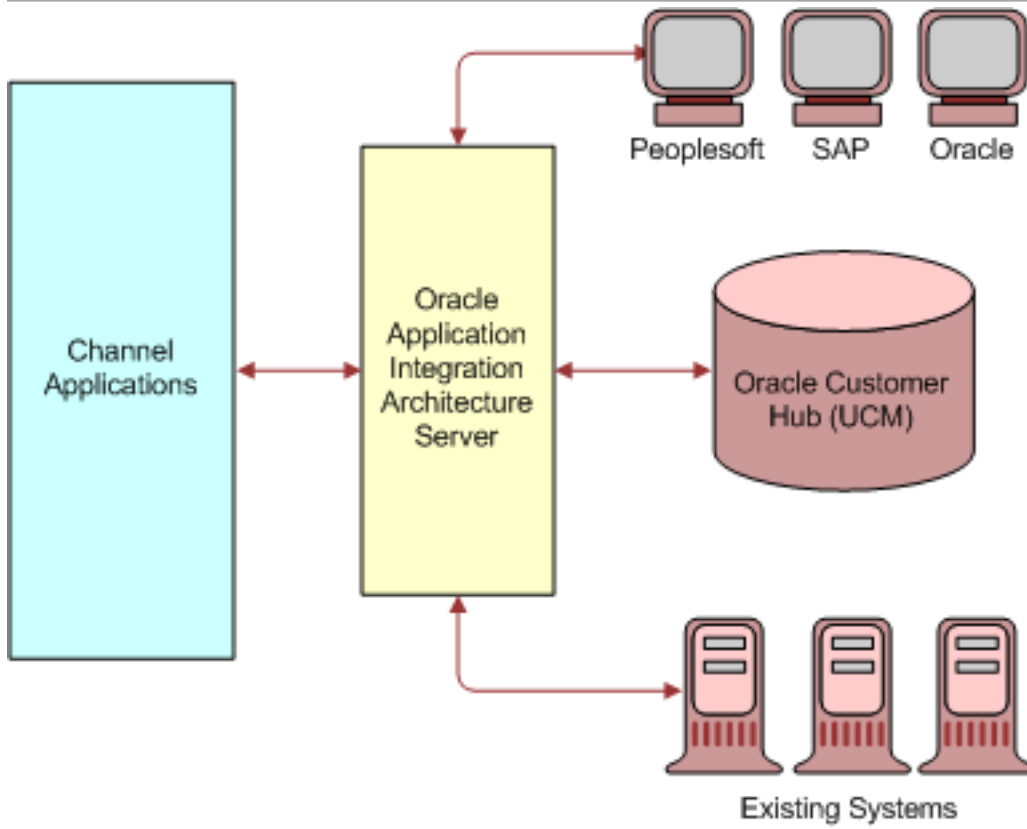 Peoplesoft SAP Oracle
Channel
Applications
Oracle
Application
Integration
Architecture
Server
Oracle Customer
Hub (UCM)
Existing Systems